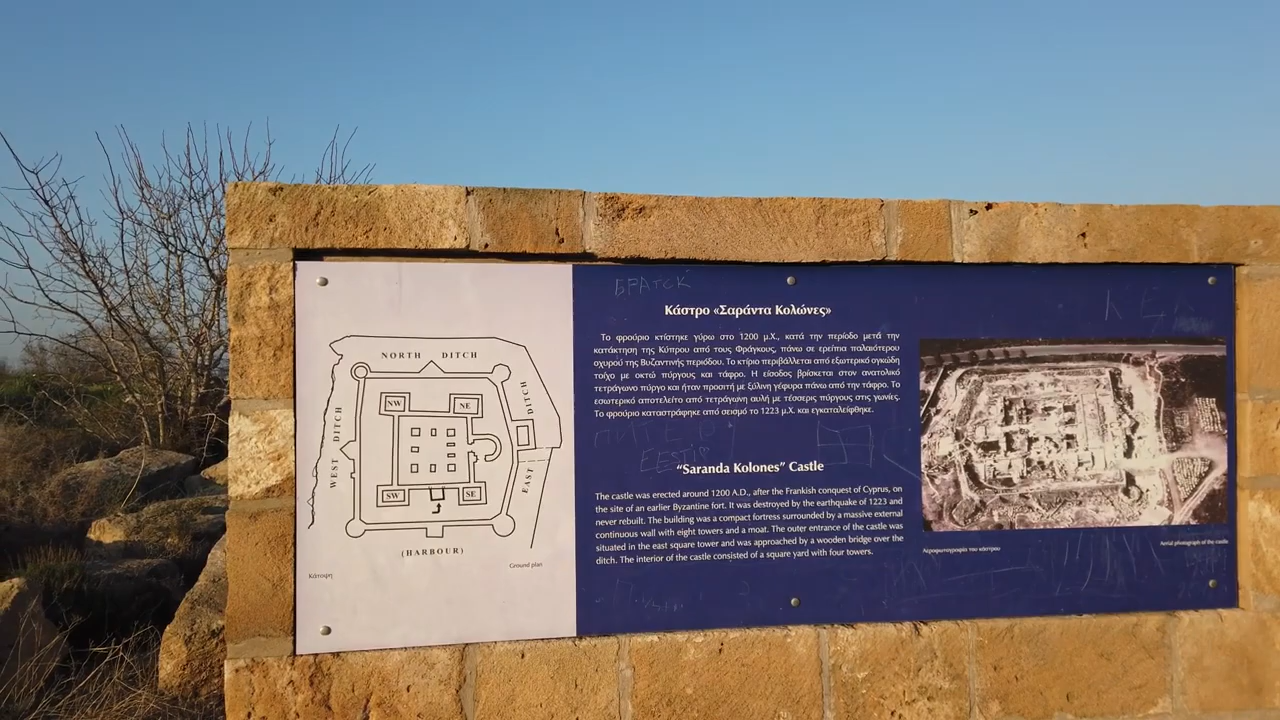 NORTH DITCH
WEST DITCH
DITCH
EAST
NW
NE
SW
SE
(HARBOUR)
Κάτοψη
Ground plan
БРАТСК
Κάστρο «Σαράντα Κολώνες»
Το φρούριο κτίστηκε γύρω στο 1200 μ.Χ., κατά την περίοδο μετά την
κατάκτηση της Κύπρου από τους Φράγκους, πάνω σε ερείπια παλαιότερου
οχυρού της Βυζαντινής περιόδου. Το κτίριο περιβάλλεται από εξωτερικό ογκώδη
τοίχο με οκτώ πύργους και τάφρο. Η είσοδος βρίσκεται στον ανατολικό
τετράγωνο πύργο και ήταν προσιτή με ξύλινη γέφυρα πάνω από την τάφρο. Το
εσωτερικό αποτελείτο από τετράγωνη αυλή με τέσσερις πύργους στις γωνίες.
Το φρούριο καταστράφηκε από σεισμό το 1223 μ.Χ. και εγκαταλείφθηκε.
“Saranda Kolones” Castle
The castle was erected around 1200 A.D., after the Frankish conquest of Cyprus, on
the site of an earlier Byzantine fort. It was destroyed by the earthquake of 1223 and
never rebuilt. The building was a compact fortress surrounded by a massive external
continuous wall with eight towers and a moat. The outer entrance of the castle was
situated in the east square tower and was approached by a wooden bridge over the
ditch. The interior of the castle consisted of a square yard with four towers.
Αεροφωτογραφία του κάστρου
Aerial photograph of the castle